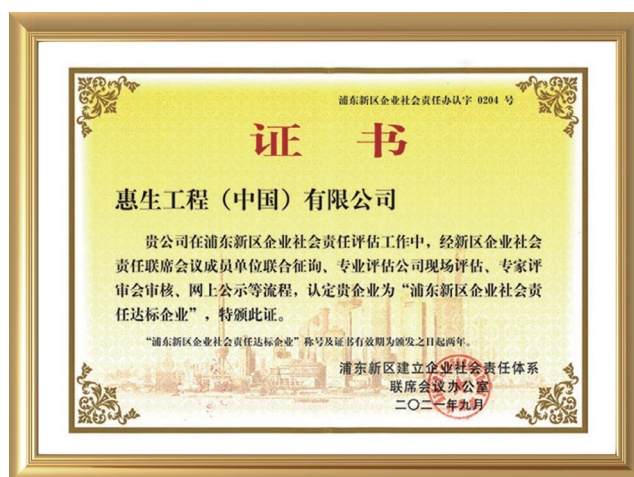 浦东新区企业社会责任办认字 0204 号
证 书
惠生工程（中国）有限公司
贵公司在浦东新区企业社会责任评估工作中，经新区企业社会
责任联席会议成员单位联合征询、专业评估公司现场评估、专家评
审会审核、网上公示等流程，认定贵企业为“浦东新区企业社会责
任达标企业”，特颁此证。
“浦东新区企业社会责任达标企业”称号及证书有效期为颁发之日起两年。
浦东新区建立企业社会责任体系
联席会议办公室
二〇二一年九月